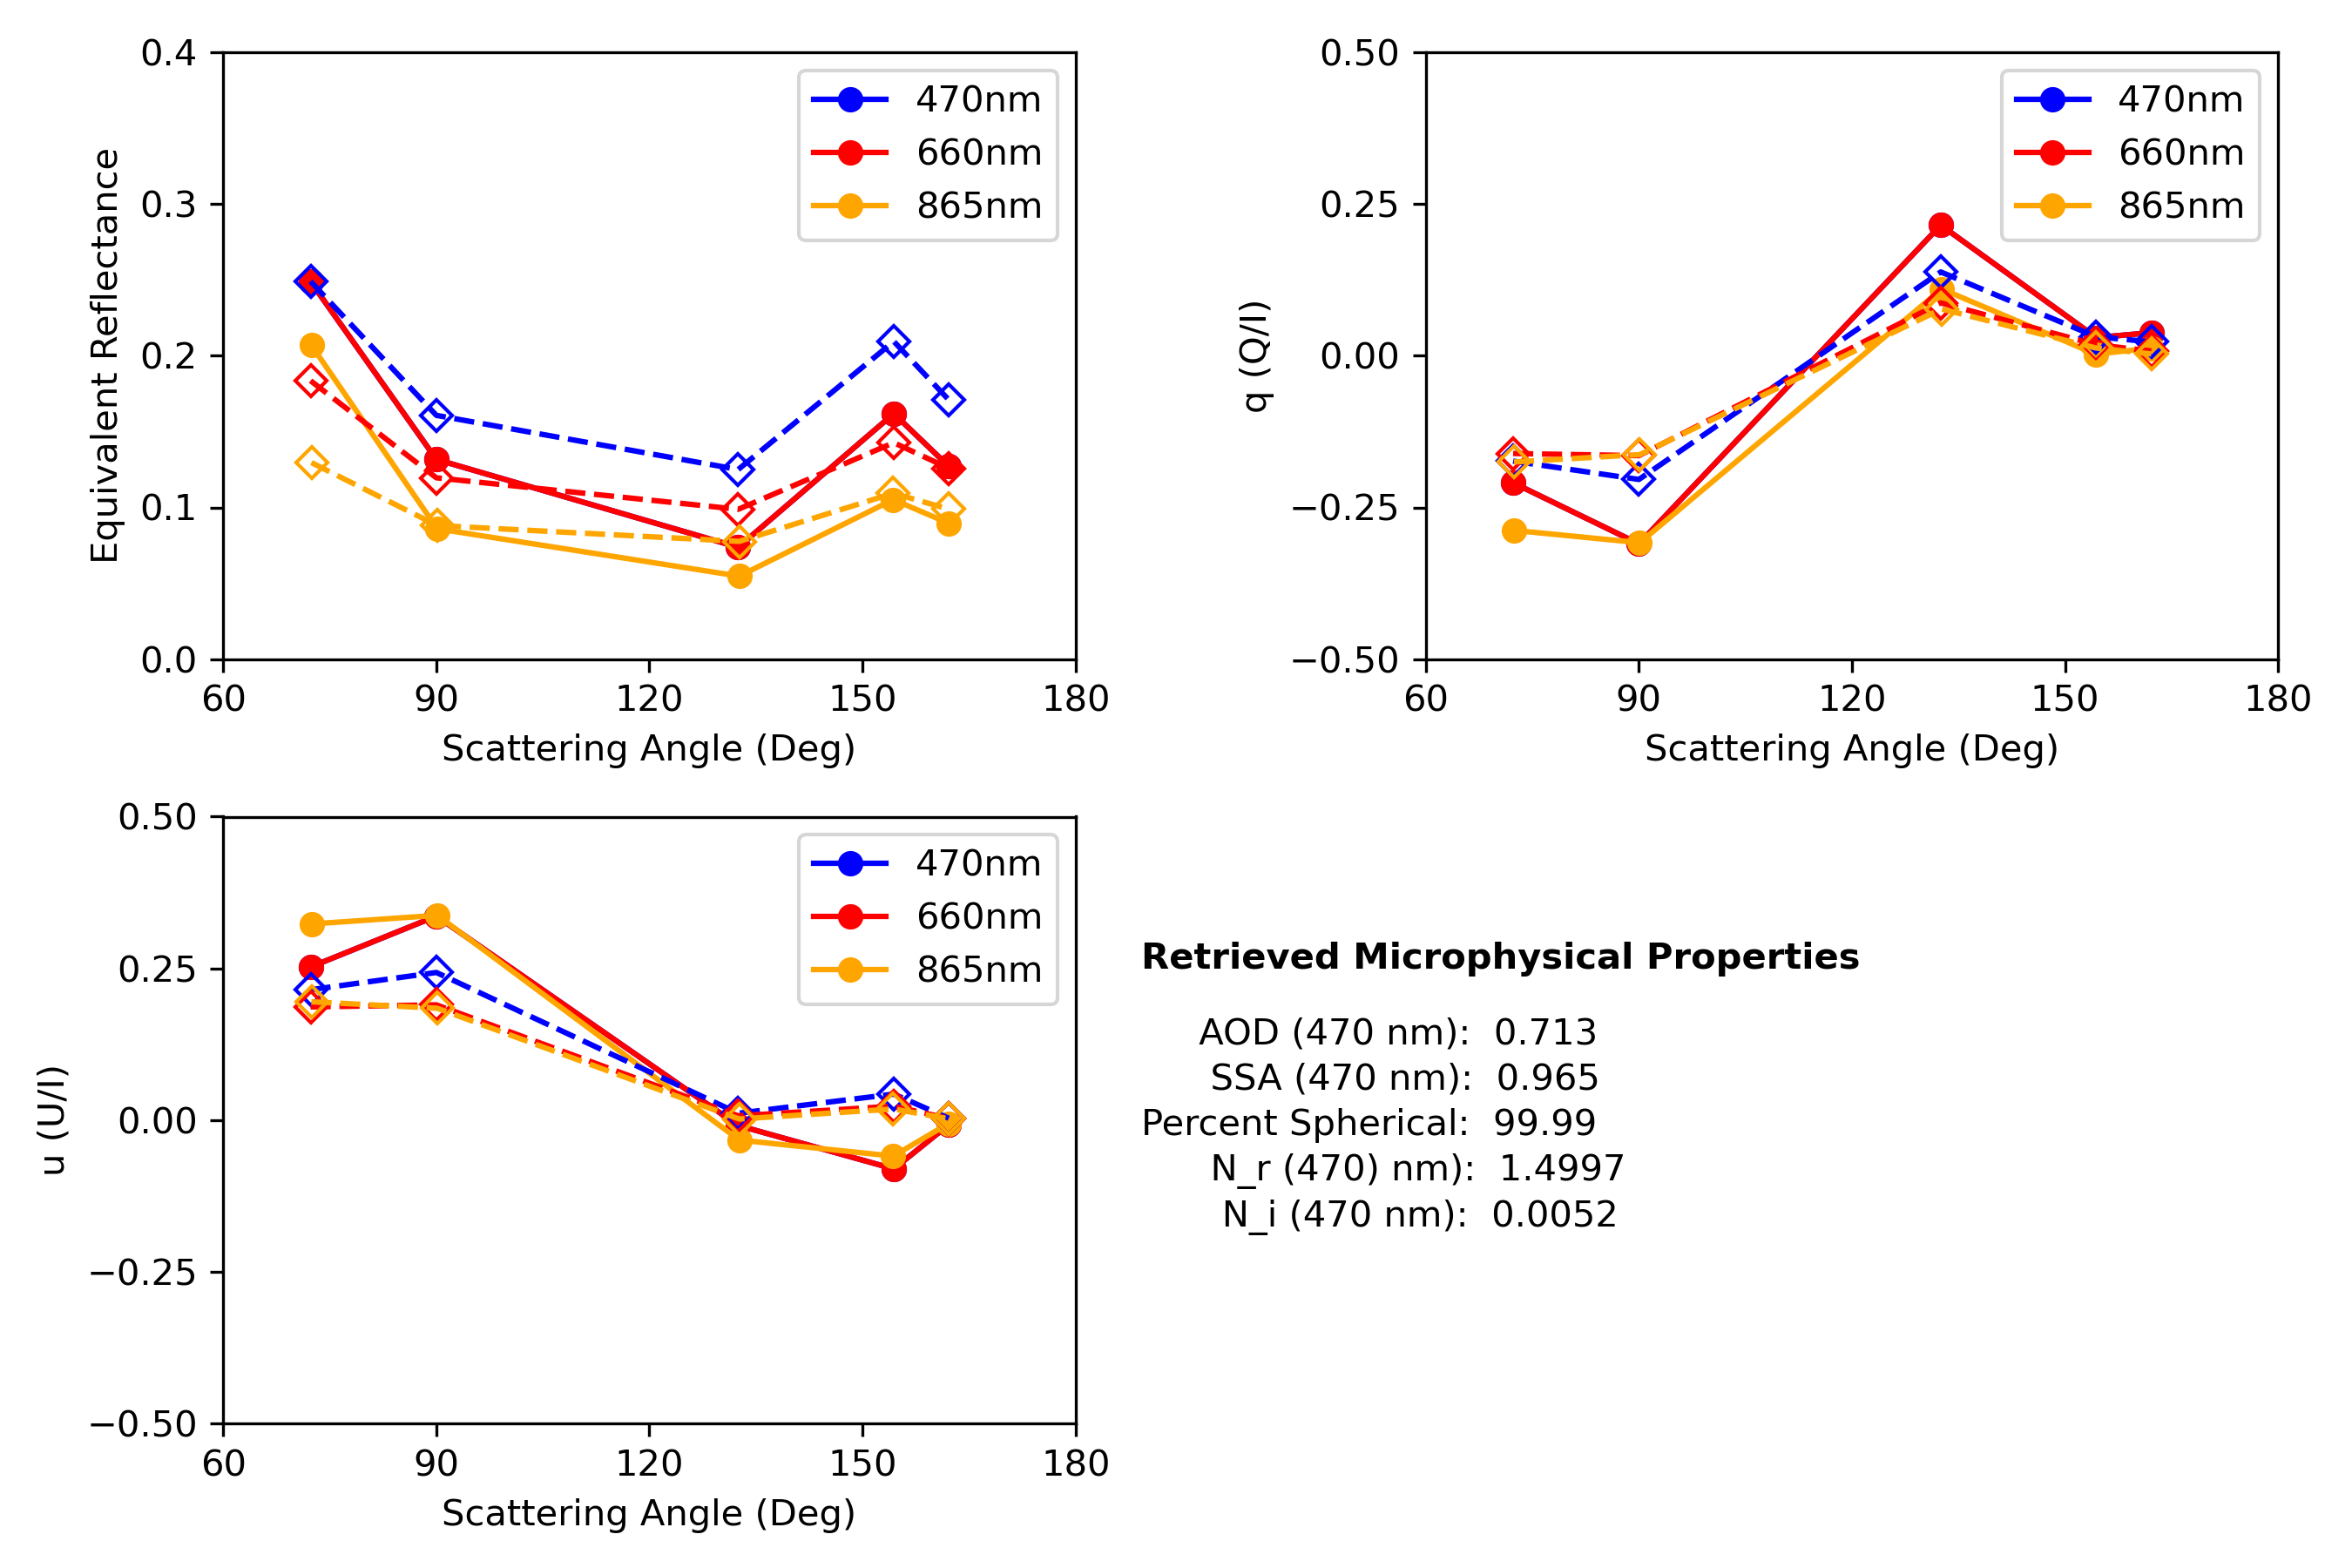 0.4
0.3
0.2
0.1
0.0
Equivalent Reflectance
60 90 120 150 180
Scattering Angle (Deg)
470nm
660nm
865nm
0.50
0.25
0.00
−0.25
−0.50
q (Q/I)
60 90 120 150 180
Scattering Angle (Deg)
470nm
660nm
865nm
0.50
0.25
0.00
−0.25
−0.50
u (U/I)
60 90 120 150 180
Scattering Angle (Deg)
470nm
660nm
865nm
Retrieved Microphysical Properties
AOD (470 nm): 0.713
SSA (470 nm): 0.965
Percent Spherical: 99.99
N_r (470) nm): 1.4997
N_i (470 nm): 0.0052